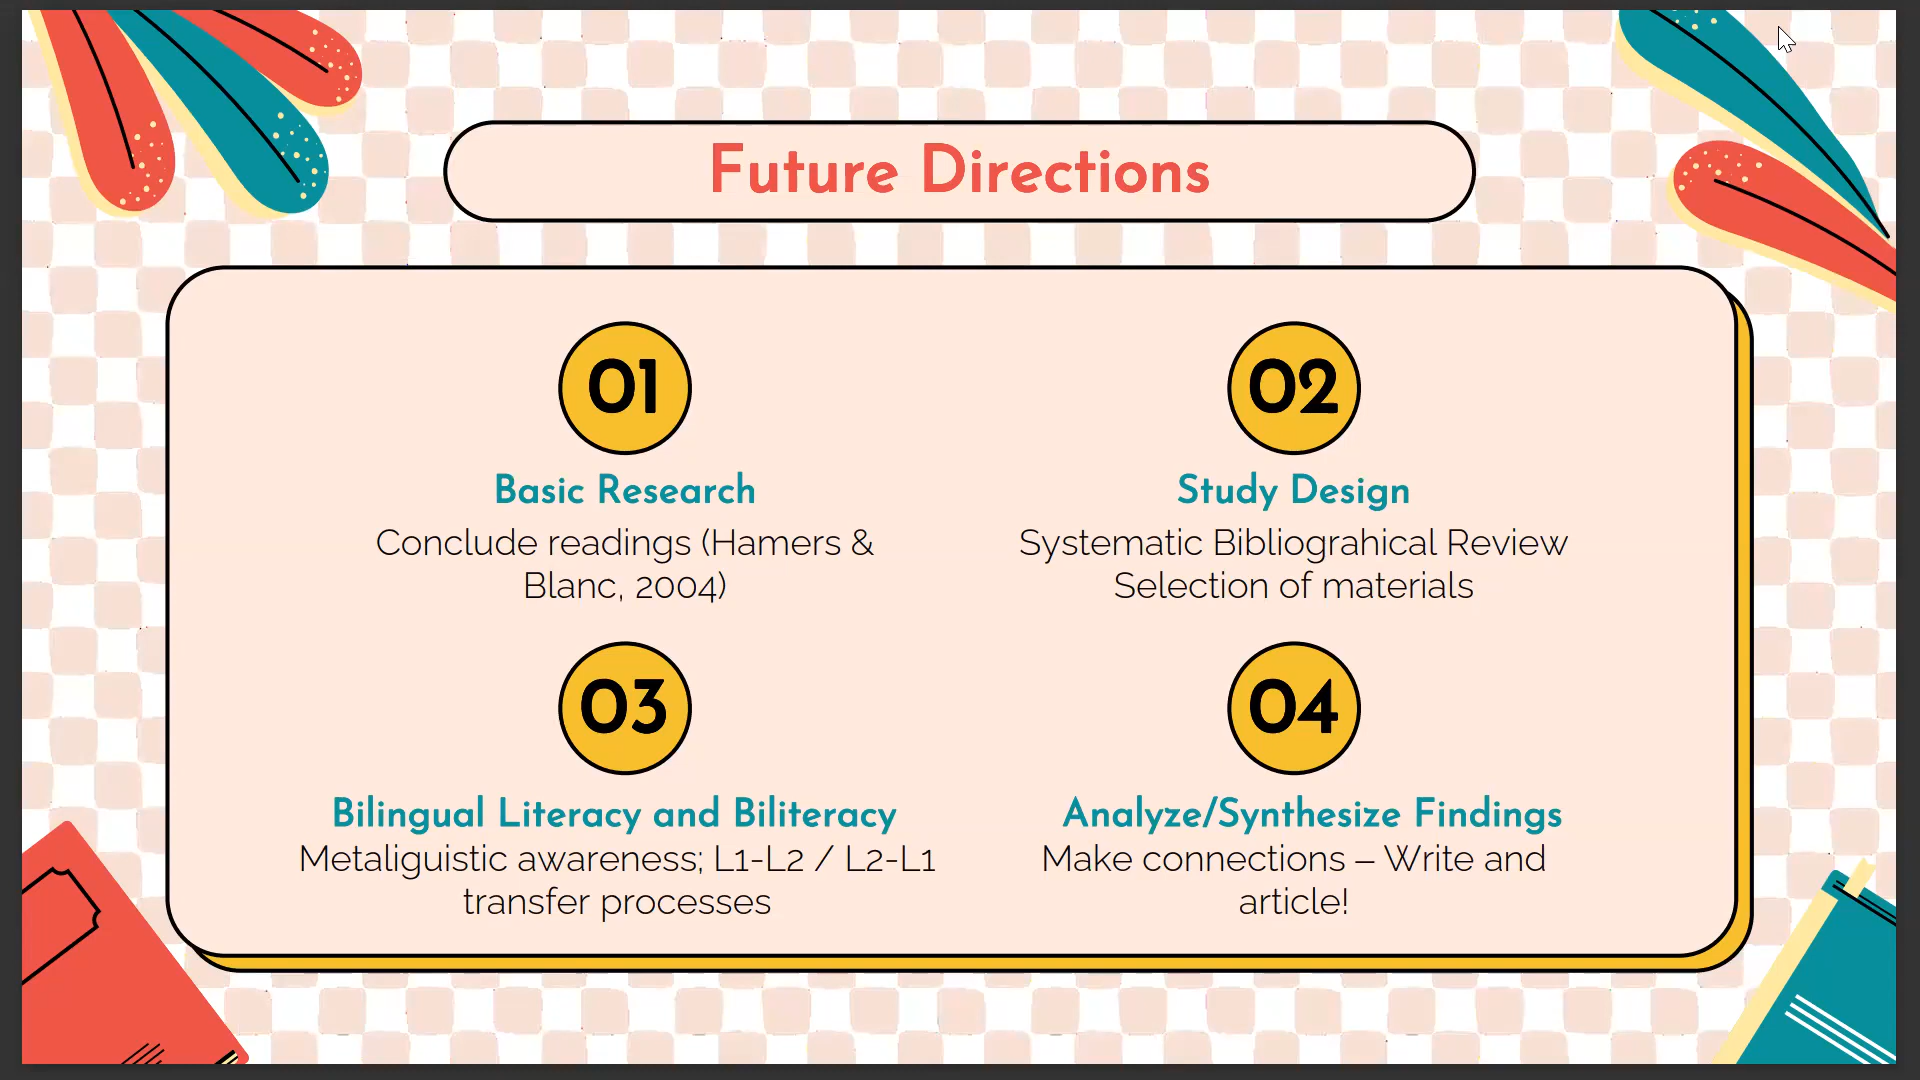 Future Directions
01
Basic Research
Conclude readings (Hamers &
Blanc, 2004)
02
Study Design
Systematic Bibliograhical Review
Selection of materials
03
Bilingual Literacy and Biliteracy
Metaliguistic awareness; L1-L2 / L2-L1
transfer processes
04
Analyze/Synthesize Findings
Make connections – Write and
article!